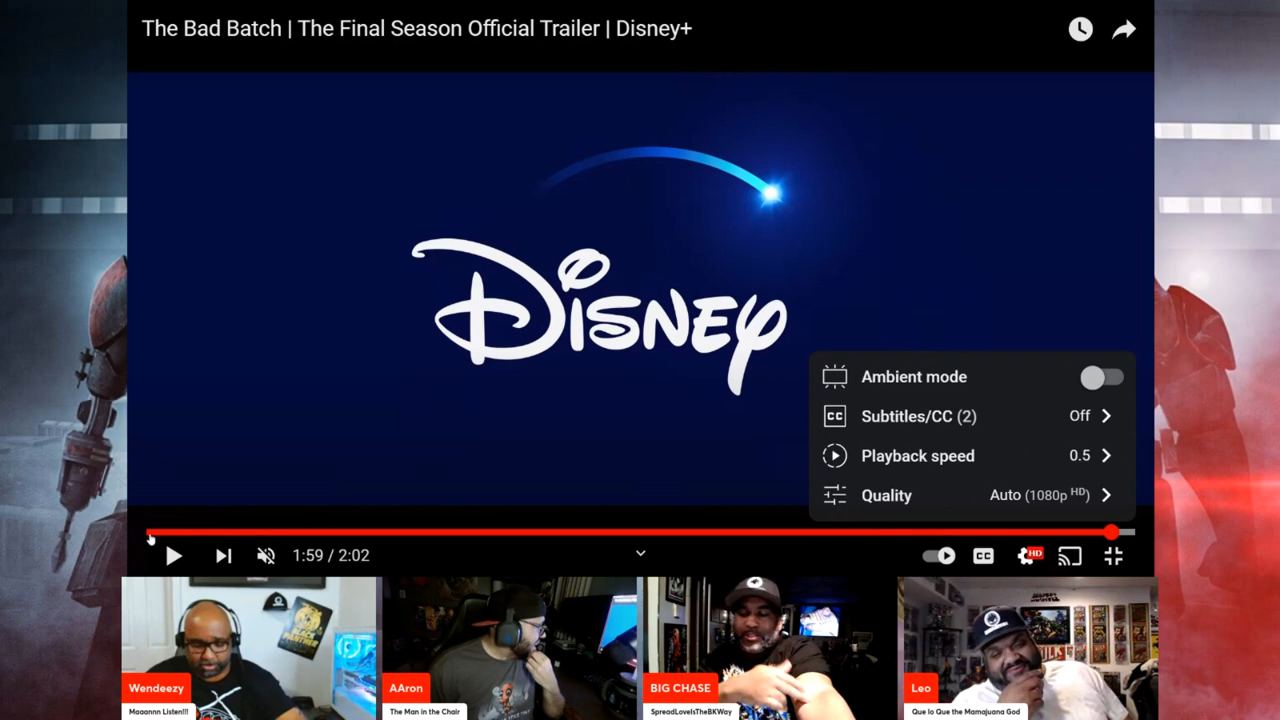 The Bad Batch | The Final Season Official Trailer | Disney+
Disney
Ambient mode
Subtitles/CC (2) Off
Playback speed 0.5
Quality Auto (1080p HD)
1:59 / 2:02
CC
HD
Wendeezy
Maaannn Listen!!!
AAron
The Man in the Chair
BIG CHASE
SpreadLoveIsTheBKWay
Leo
Que lo Que the Mamajuana God